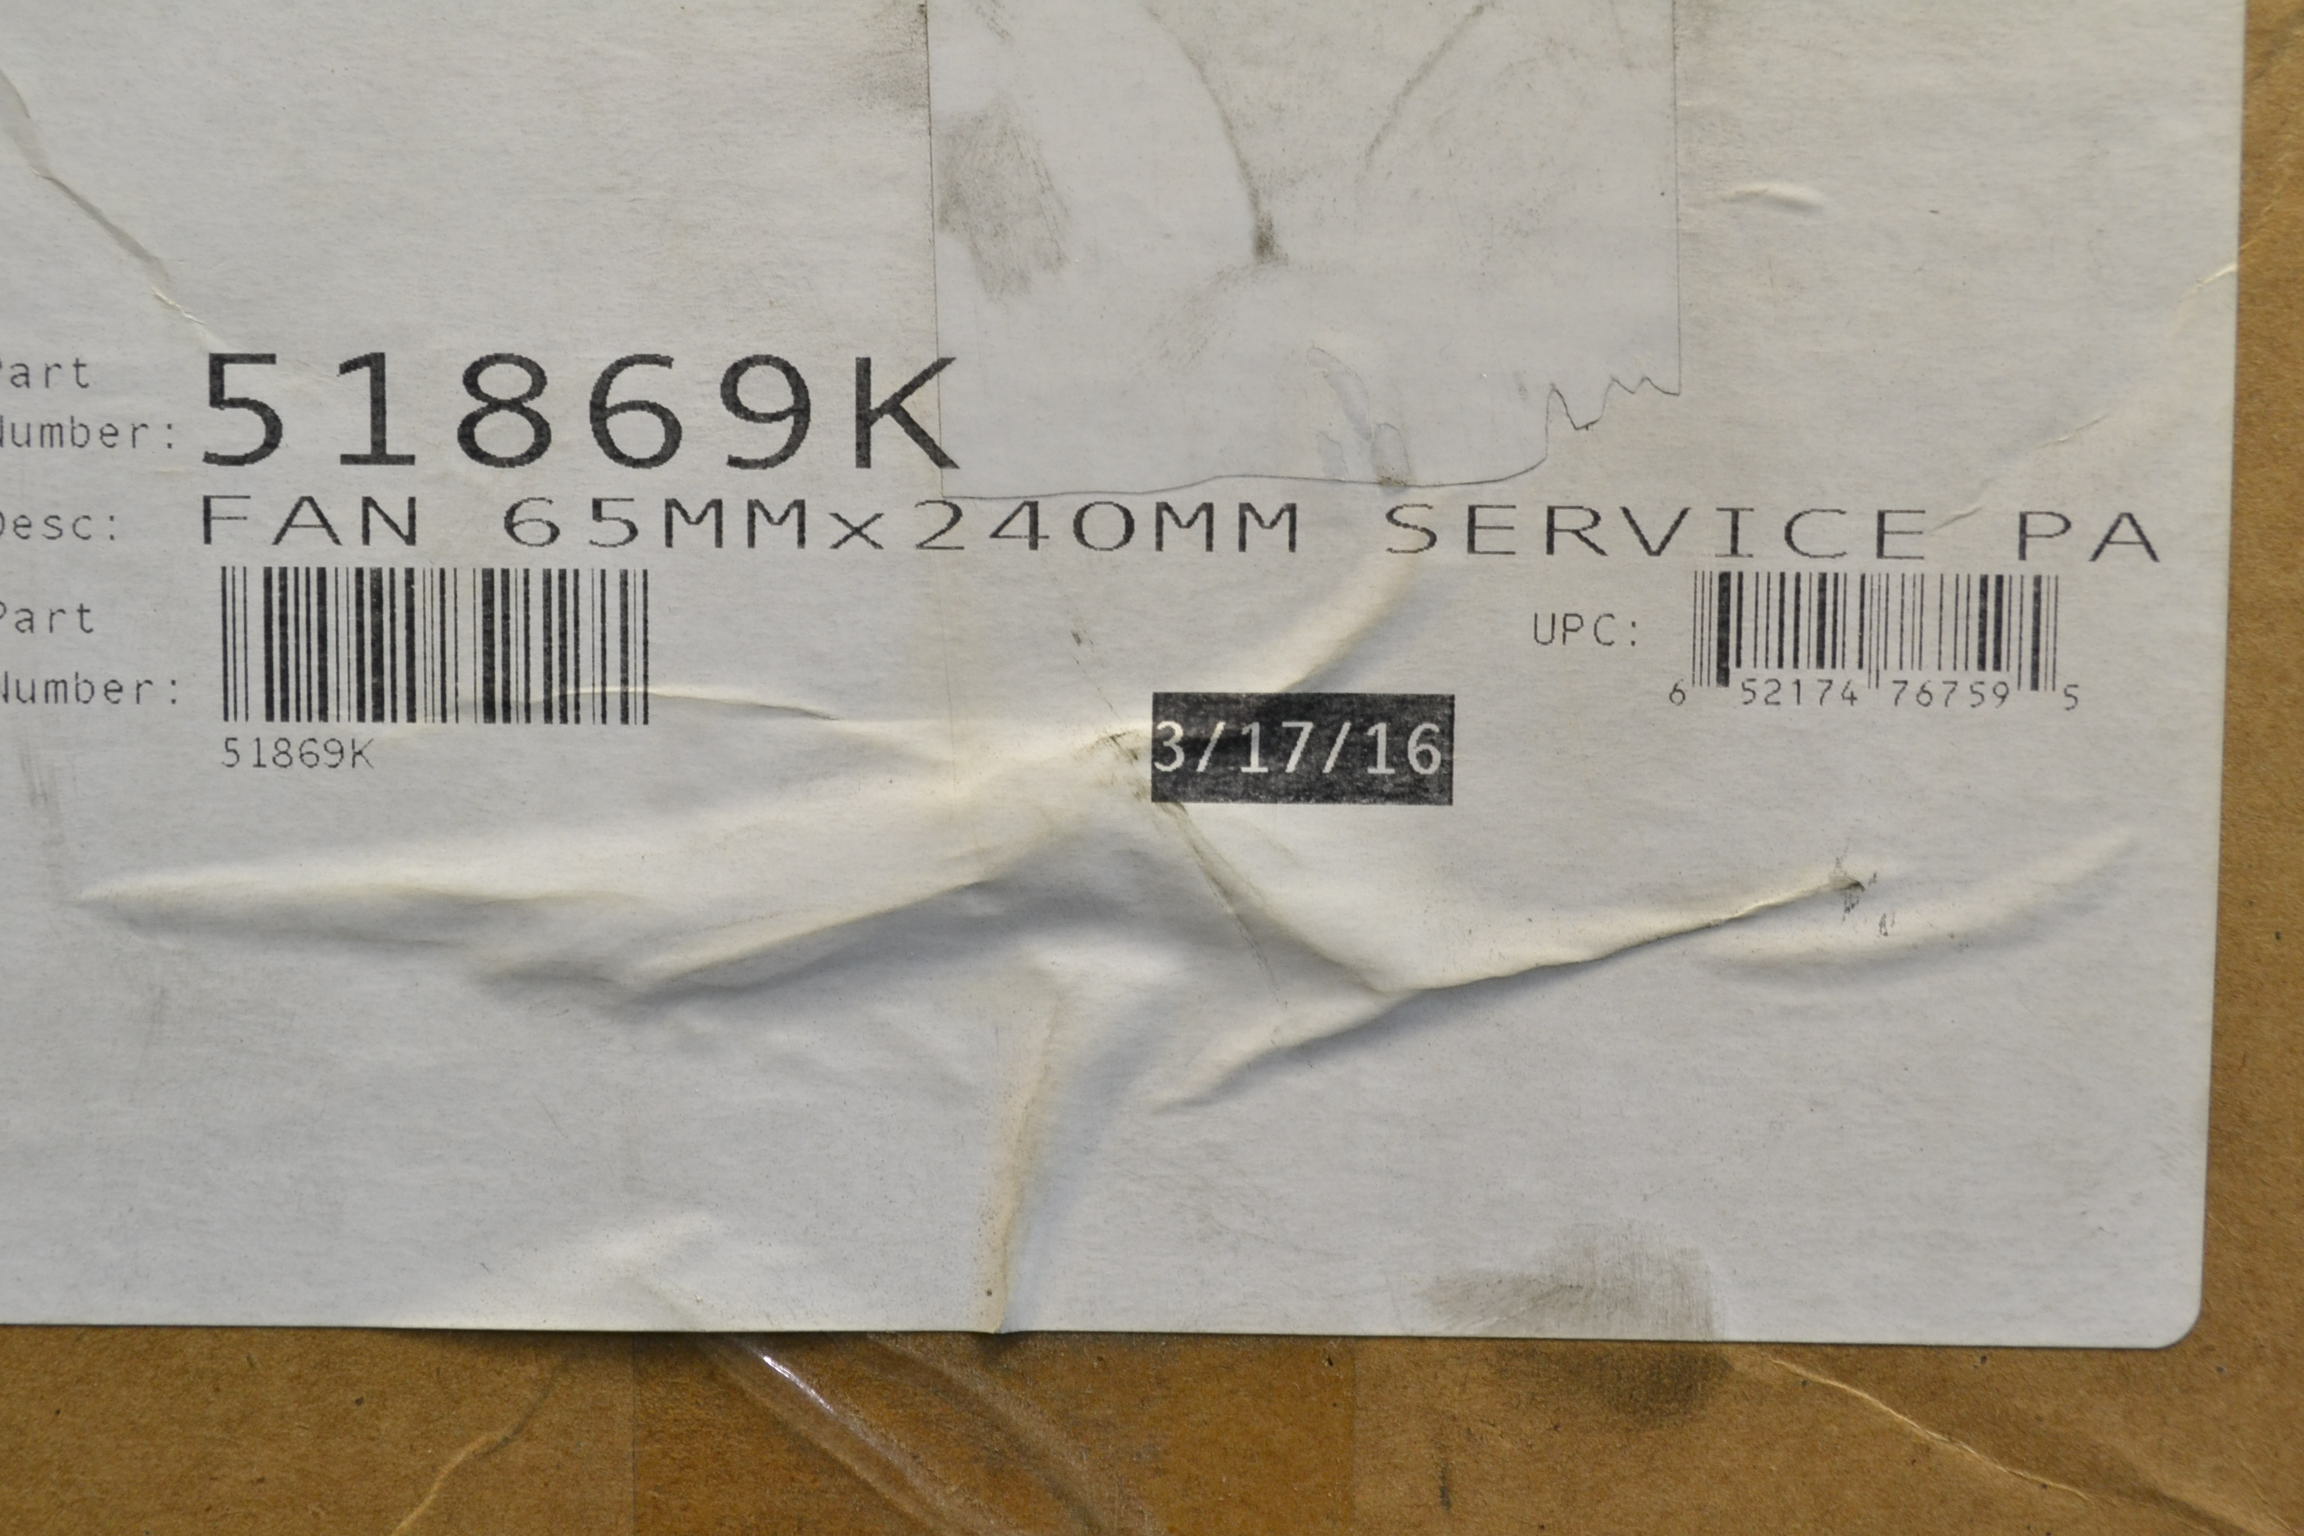 Part
Number: 51869K
Desc: FAN 65MMx240MM SERVICE PA
Part
Number:
51869K
UPC: 6 52174 76759 5
3/17/16